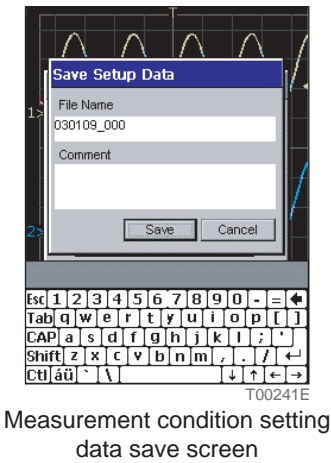 T
1>
Save Setup Data
File Name
030109_000
Comment
2>
Save Cancel
Esc 1 2 3 4 5 6 7 8 9 0 - = 🡸
Tab q w e r t y u i o p [ ]
CAP a s d f g h j k l ; '
Shift z x c v b n m , . / ↵
Ctl áü ` \ ↓ ↑ ← →
T00241E
Measurement condition setting
data save screen